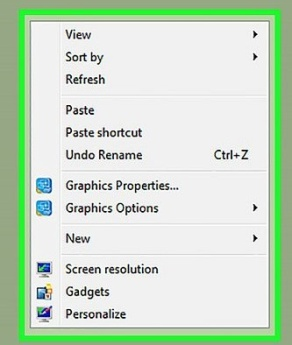 View
Sort by
Refresh
Paste
Paste shortcut
Undo Rename Ctrl+Z
Graphics Properties...
Graphics Options
New
Screen resolution
Gadgets
Personalize